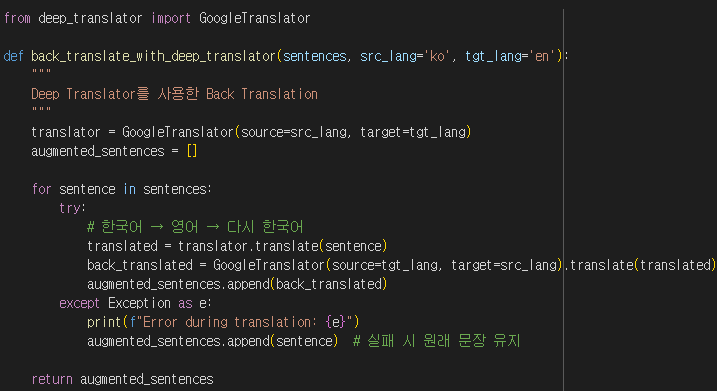 from deep_translator import GoogleTranslator
def back_translate_with_deep_translator(sentences, src_lang='ko', tgt_lang='en'):
"""
Deep Translator를 사용한 Back Translation
"""
translator = GoogleTranslator(source=src_lang, target=tgt_lang)
augmented_sentences = []
for sentence in sentences:
try:
# 한국어 → 영어 → 다시 한국어
translated = translator.translate(sentence)
back_translated = GoogleTranslator(source=tgt_lang, target=src_lang).translate(translated)
augmented_sentences.append(back_translated)
except Exception as e:
print(f"Error during translation: {e}")
augmented_sentences.append(sentence)  # 실패 시 원래 문장 유지
return augmented_sentences